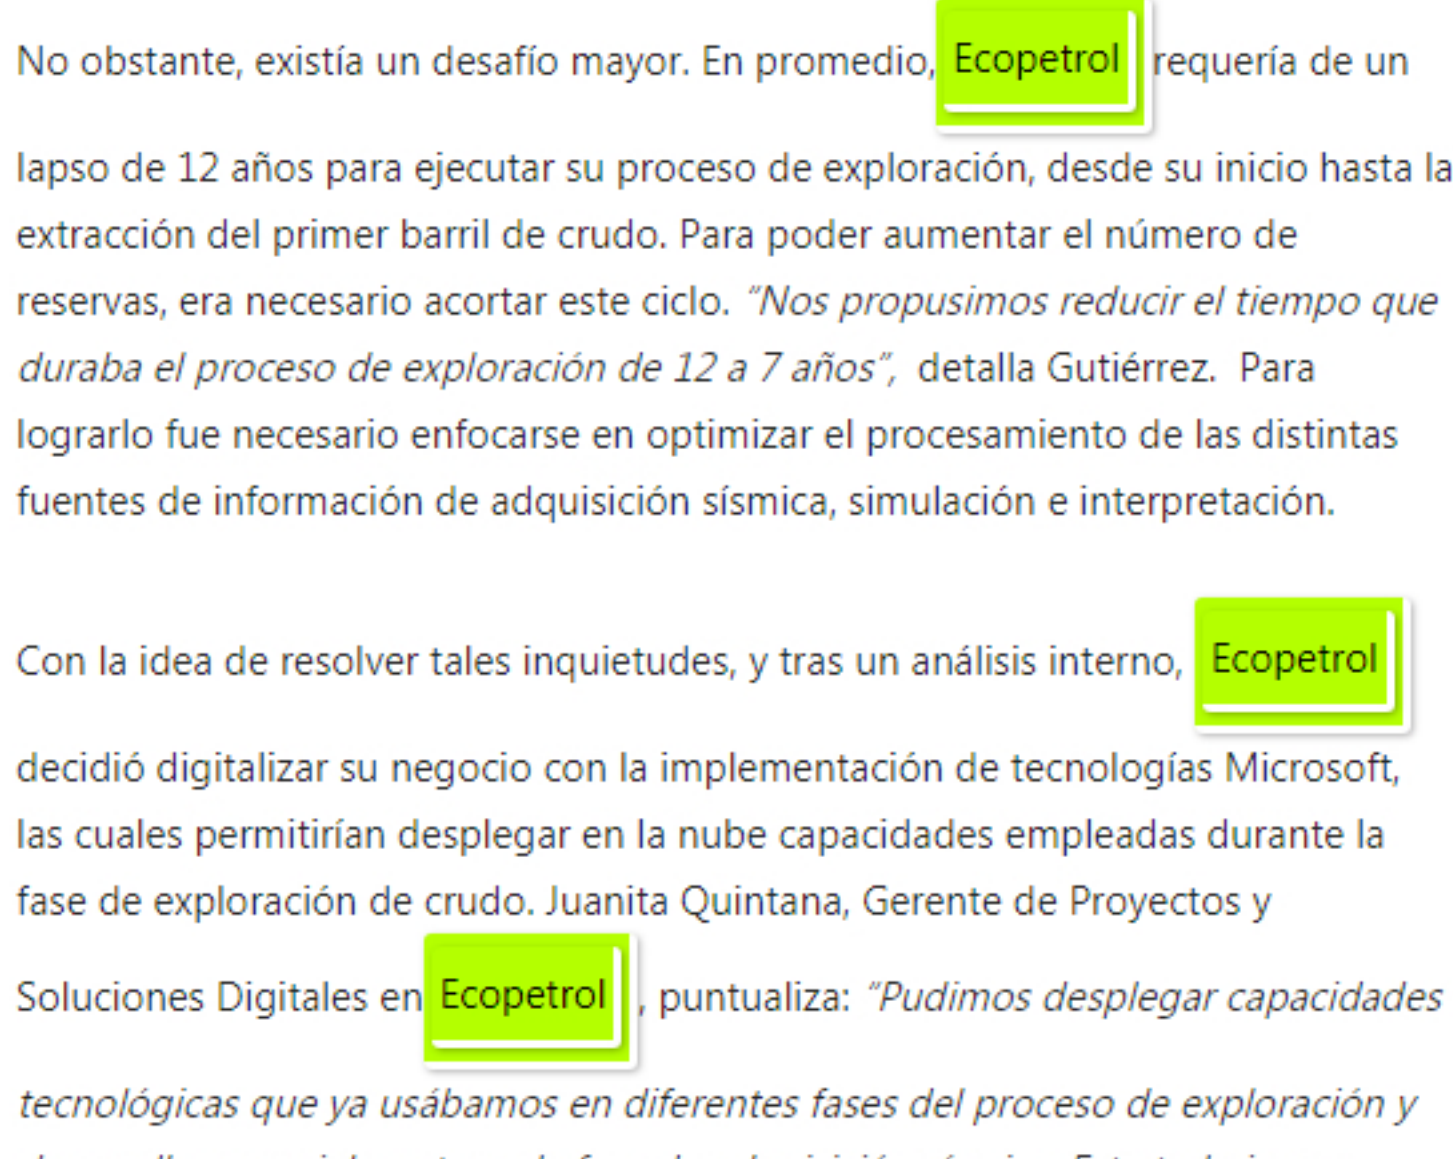 No obstante, existía un desafío mayor. En promedio, Ecopetrol requería de un
lapso de 12 años para ejecutar su proceso de exploración, desde su inicio hasta la
extracción del primer barril de crudo. Para poder aumentar el número de
reservas, era necesario acortar este ciclo. “Nos propusimos reducir el tiempo que
duraba el proceso de exploración de 12 a 7 años”, detalla Gutiérrez. Para
lograrlo fue necesario enfocarse en optimizar el procesamiento de las distintas
fuentes de información de adquisición sísmica, simulación e interpretación.
Con la idea de resolver tales inquietudes, y tras un análisis interno, Ecopetrol
decidió digitalizar su negocio con la implementación de tecnologías Microsoft,
las cuales permitirían desplegar en la nube capacidades empleadas durante la
fase de exploración de crudo. Juanita Quintana, Gerente de Proyectos y
Soluciones Digitales en Ecopetrol , puntualiza: “Pudimos desplegar capacidades
tecnológicas que ya usábamos en diferentes fases del proceso de exploración y